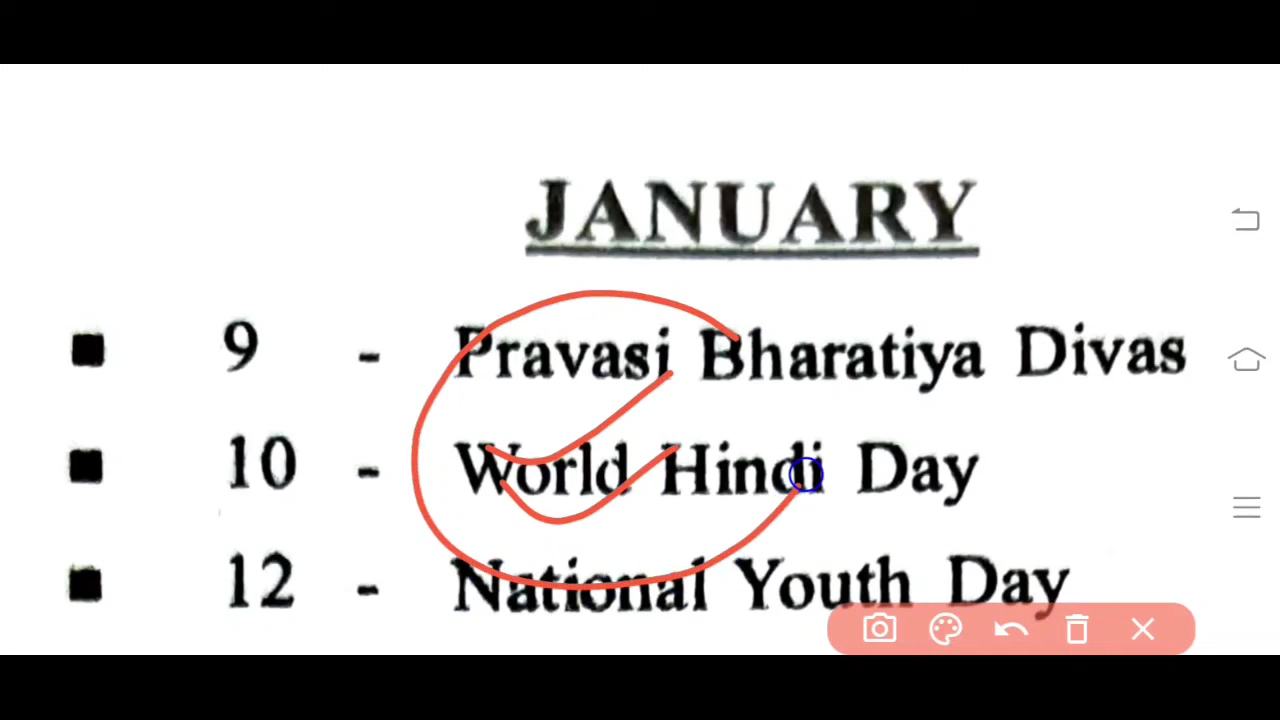 JANUARY
■ 9 - Pravasi Bharatiya Divas
■ 10 - World Hindi Day
■ 12 - National Youth Day